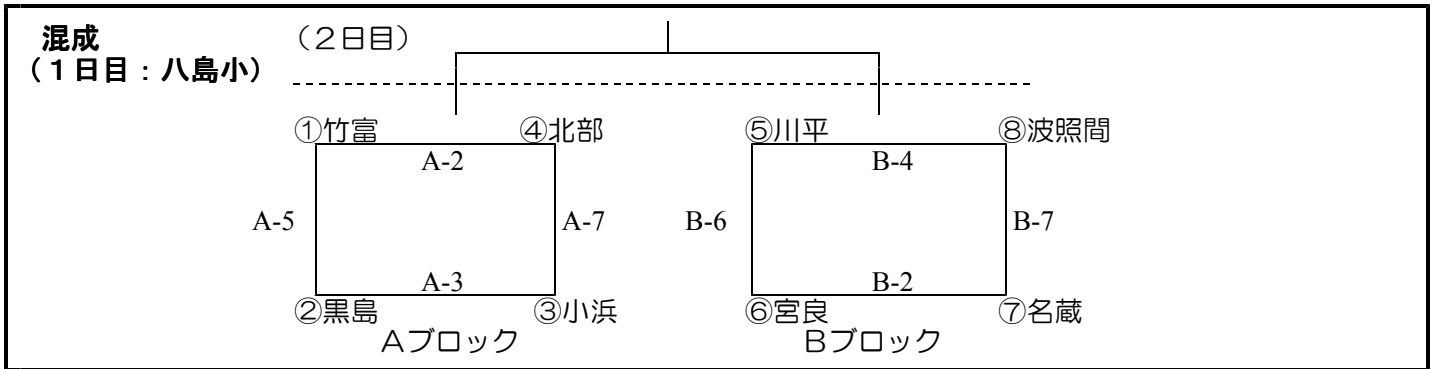 混成
（２日目）
（１日目：八島小）
①竹富 ④北部 ⑤川平 ⑧波照間
A-2 B-4
A-5 A-7 B-6 B-7
A-3 B-2
②黒島 ③小浜 ⑥宮良 ⑦名蔵
Ａブロック Ｂブロック